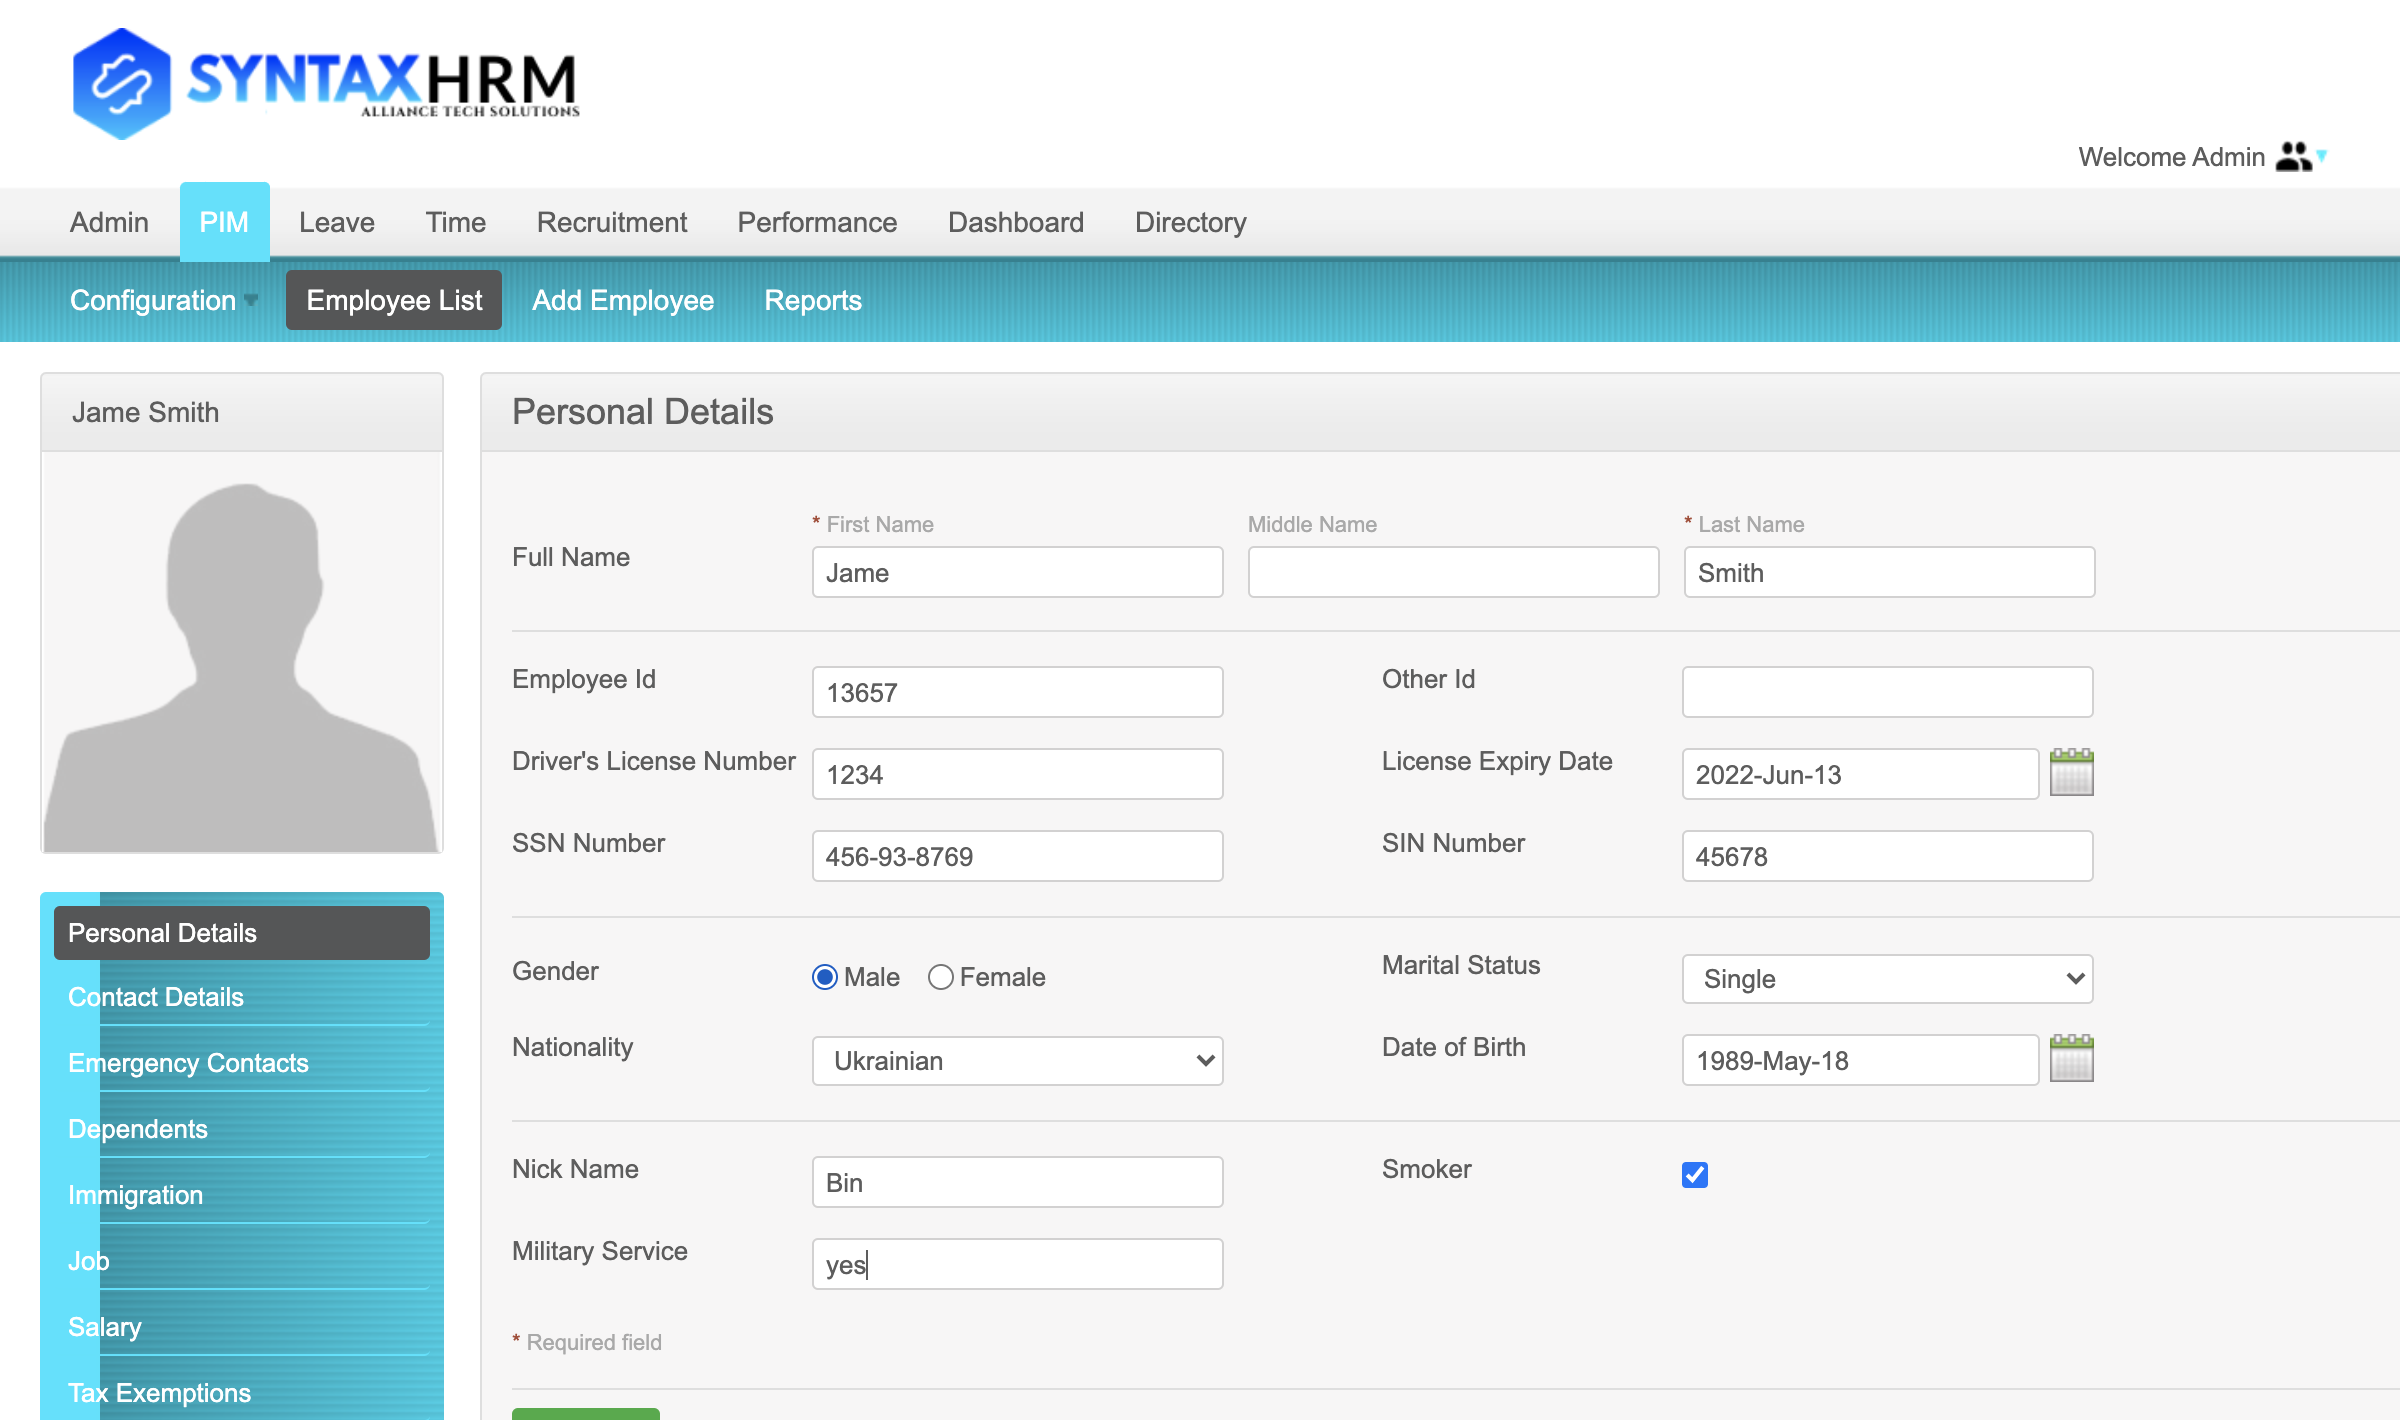 SYNTAXHRM
ALLIANCE TECH SOLUTIONS
Welcome Admin
Admin PIM Leave Time Recruitment Performance Dashboard Directory
Configuration Employee List Add Employee Reports
Jame Smith
Personal Details
Contact Details
Emergency Contacts
Dependents
Immigration
Job
Salary
Tax Exemptions
Personal Details
* First Name Middle Name * Last Name
Full Name Jame Smith
Employee Id 13657 Other Id
Driver's License Number 1234 License Expiry Date 2022-Jun-13
SSN Number 456-93-8769 SIN Number 45678
Gender Male Female Marital Status Single
Nationality Ukrainian Date of Birth 1989-May-18
Nick Name Bin Smoker
Military Service yes
* Required field